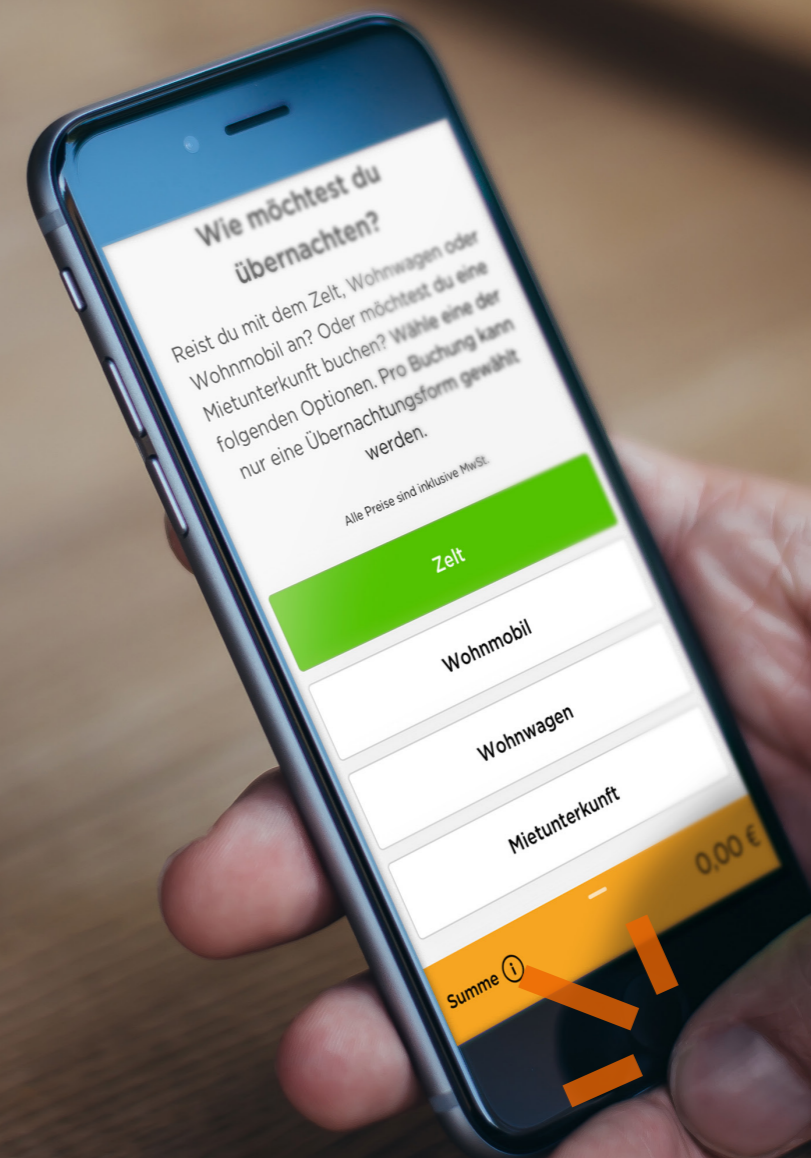 Wie möchtest du
übernachten?
Reist du mit dem Zelt, Wohnwagen oder
Wohnmobil an? Oder möchtest du eine
Mietunterkunft buchen? Wähle eine der
folgenden Optionen. Pro Buchung kann
nur eine Übernachtungsform gewählt
werden.
Alle Preise sind inklusive MwSt.
Zelt
Wohnmobil
Wohnwagen
Mietunterkunft
Summe i 0,00 €